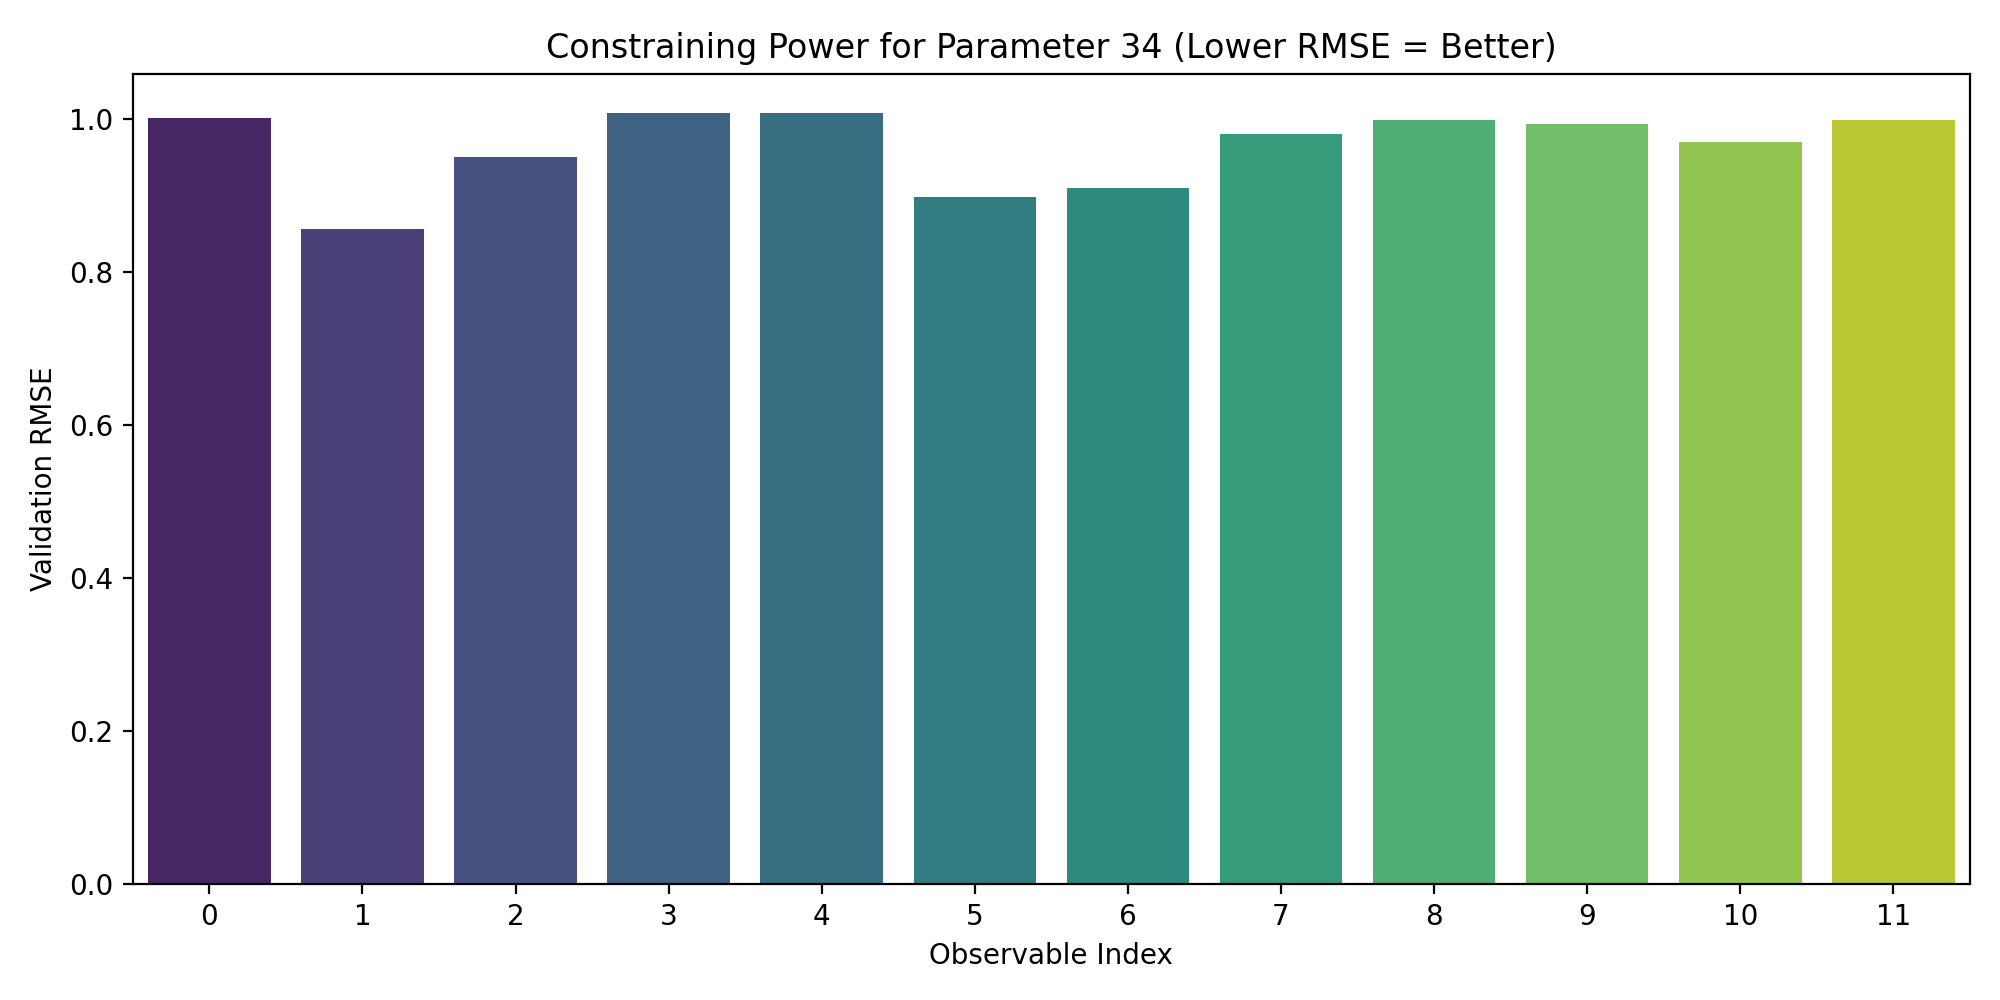 Constraining Power for Parameter 34 (Lower RMSE = Better)
Validation RMSE
1.0
0.8
0.6
0.4
0.2
0.0
0 1 2 3 4 5 6 7 8 9 10 11
Observable Index